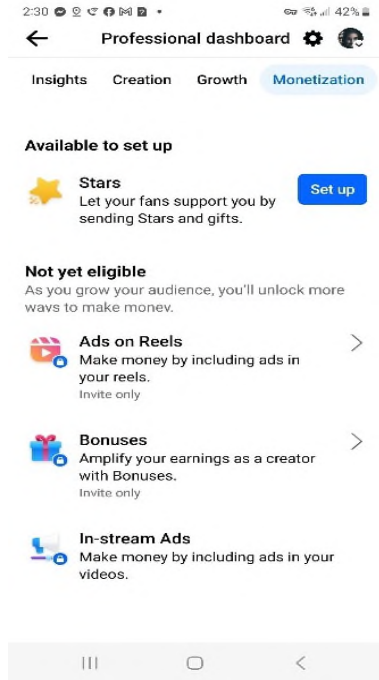 2:30 42%
Professional dashboard
Insights Creation Growth Monetization
Available to set up
Stars
Let your fans support you by
sending Stars and gifts.
Set up
Not yet eligible
As you grow your audience, you'll unlock more
ways to make money.
Ads on Reels
Make money by including ads in
your reels.
Invite only
Bonuses
Amplify your earnings as a creator
with Bonuses.
Invite only
In-stream Ads
Make money by including ads in your
videos.